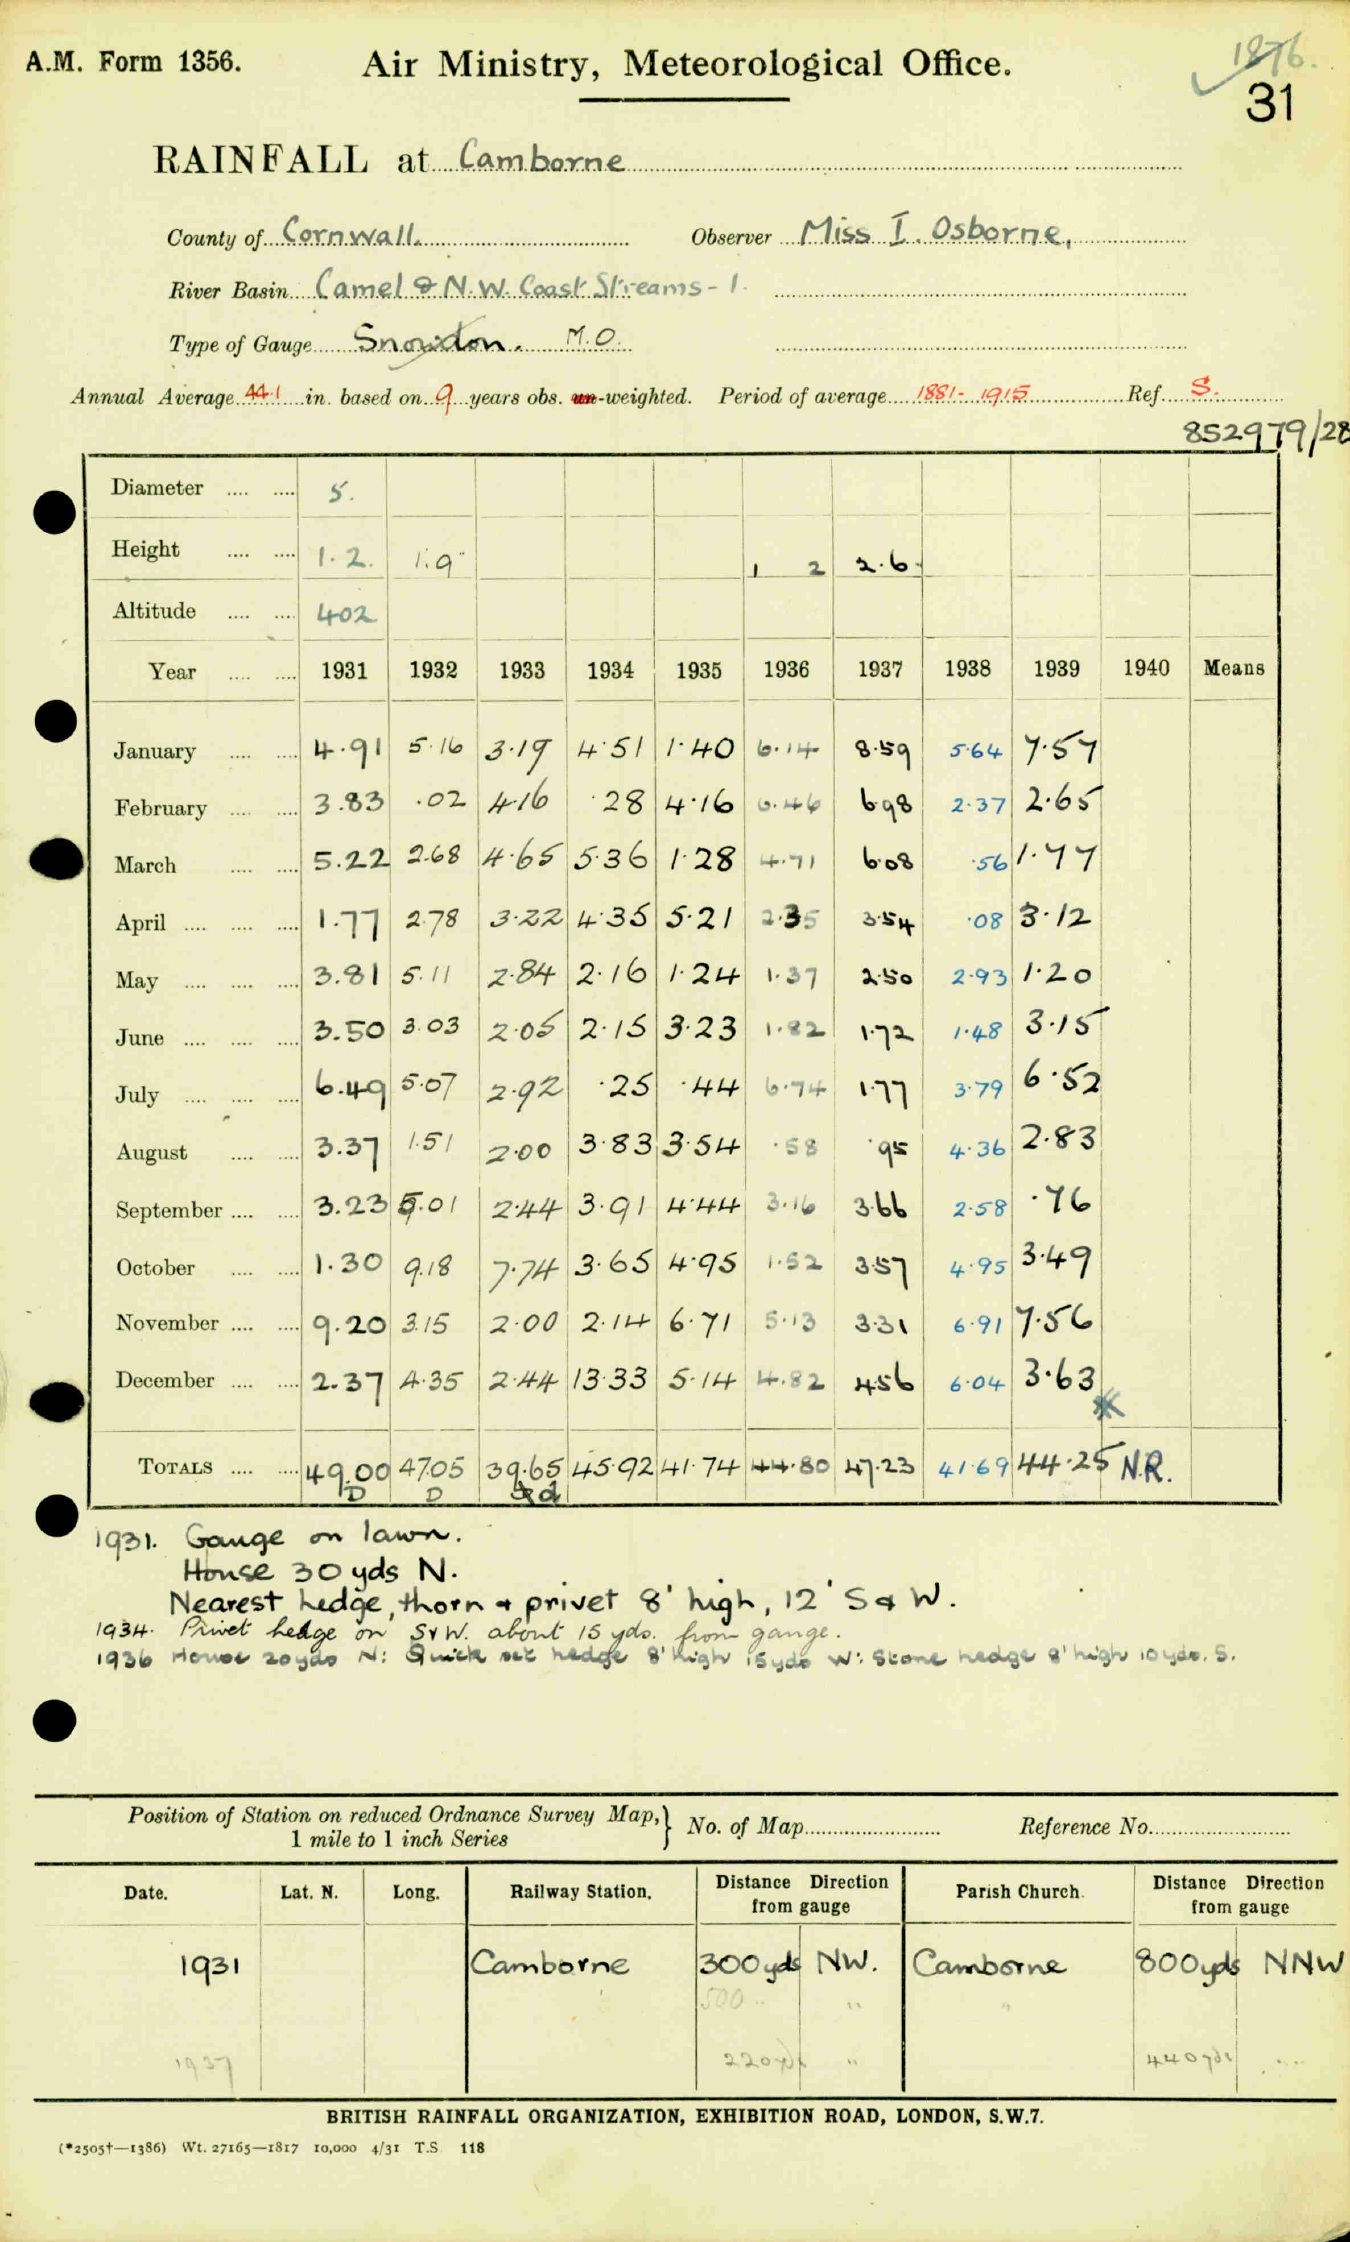 A.M. Form 1356.
Air Ministry, Meteorological Office.
1876.
31
RAINFALL at Camborne
County of Cornwall. Observer Miss I. Osborne,
River Basin Camel & N.W. Coast Streams - 1.
Type of Gauge Snowdon. M.O.
Annual Average 44.1 in. based on 9 years obs. un-weighted. Period of average 1881 - 1915 Ref. S.
852979/28
Diameter .... .... 5.
Height .... .... 1.2. 1.9" 1 2 2.6.
Altitude .... .... 402
Year .... .... 1931 1932 1933 1934 1935 1936 1937 1938 1939 1940 Means
January .... .... 4.91 5.16 3.19 4.51 1.40 6.14 8.59 5.64 7.57
February .... .... 3.83 .02 4.16 .28 4.16 6.46 6.98 2.37 2.65
March .... .... 5.22 2.68 4.65 5.36 1.28 4.71 6.08 .56 1.77
April .... .... .... 1.77 2.78 3.22 4.35 5.21 2.35 3.54 .08 3.12
May .... .... .... 3.81 5.11 2.84 2.16 1.24 1.37 2.50 2.93 1.20
June .... .... .... 3.50 3.03 2.05 2.15 3.23 1.82 1.72 1.48 3.15
July .... .... .... 6.49 5.07 2.92 .25 .44 6.74 1.77 3.79 6.52
August .... .... 3.37 1.51 2.00 3.83 3.54 .58 .95 4.36 2.83
September .... .... 3.23 5.01 2.44 3.91 4.44 3.16 3.66 2.58 .76
October .... .... 1.30 9.18 7.74 3.65 4.95 1.52 3.57 4.95 3.49
November .... .... 9.20 3.15 2.00 2.14 6.71 5.13 3.31 6.91 7.56
December .... .... 2.37 4.35 2.44 13.33 5.14 4.82 4.56 6.04 3.63
TOTALS .... .... 49.00 47.05 39.65 45.92 41.74 44.80 47.23 41.69 44.25 N.R.
D D
1931. Gauge on lawn.
House 30 yds N.
Nearest hedge, thorn & privet 8' high, 12' S & W.
1934. Privet hedge on S & W. about 15 yds. from gauge.
1936 House 20 yds N: Quick set hedge 8' high 15 yds W: Stone hedge 8' high 10 yds. S.
Position of Station on reduced Ordnance Survey Map,} No. of Map Reference No.
1 mile to 1 inch Series
Date. Lat. N. Long. Railway Station. Distance Direction from gauge Parish Church. Distance Direction from gauge
1931 Camborne 300 yds NW. Camborne 800 yds NNW
500 " " "
1937 220 yds " 440 yds "
BRITISH RAINFALL ORGANIZATION, EXHIBITION ROAD, LONDON, S.W.7.
(*2505†—1386) Wt. 27165—1817 10,000 4/31 T.S 118